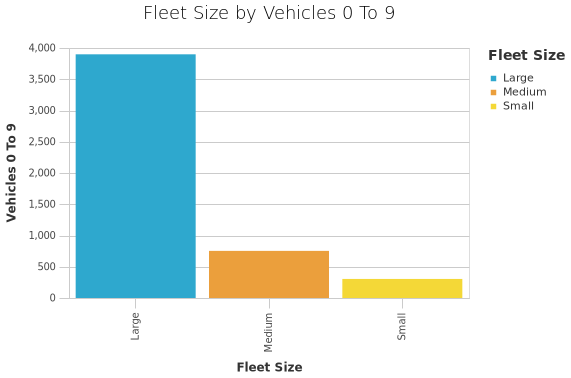 Fleet Size by Vehicles 0 To 9
Vehicles 0 To 9
4,000
3,500
3,000
2,500
2,000
1,500
1,000
500
0
Large
Medium
Small
Fleet Size
Fleet Size
Large
Medium
Small